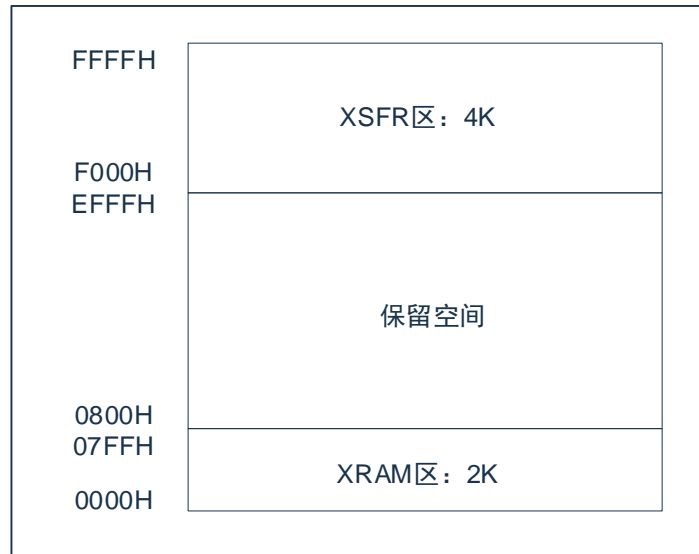 FFFFH
XSFR区：4K
F000H
EFFFH
保留空间
0800H
07FFH
XRAM区：2K
0000H